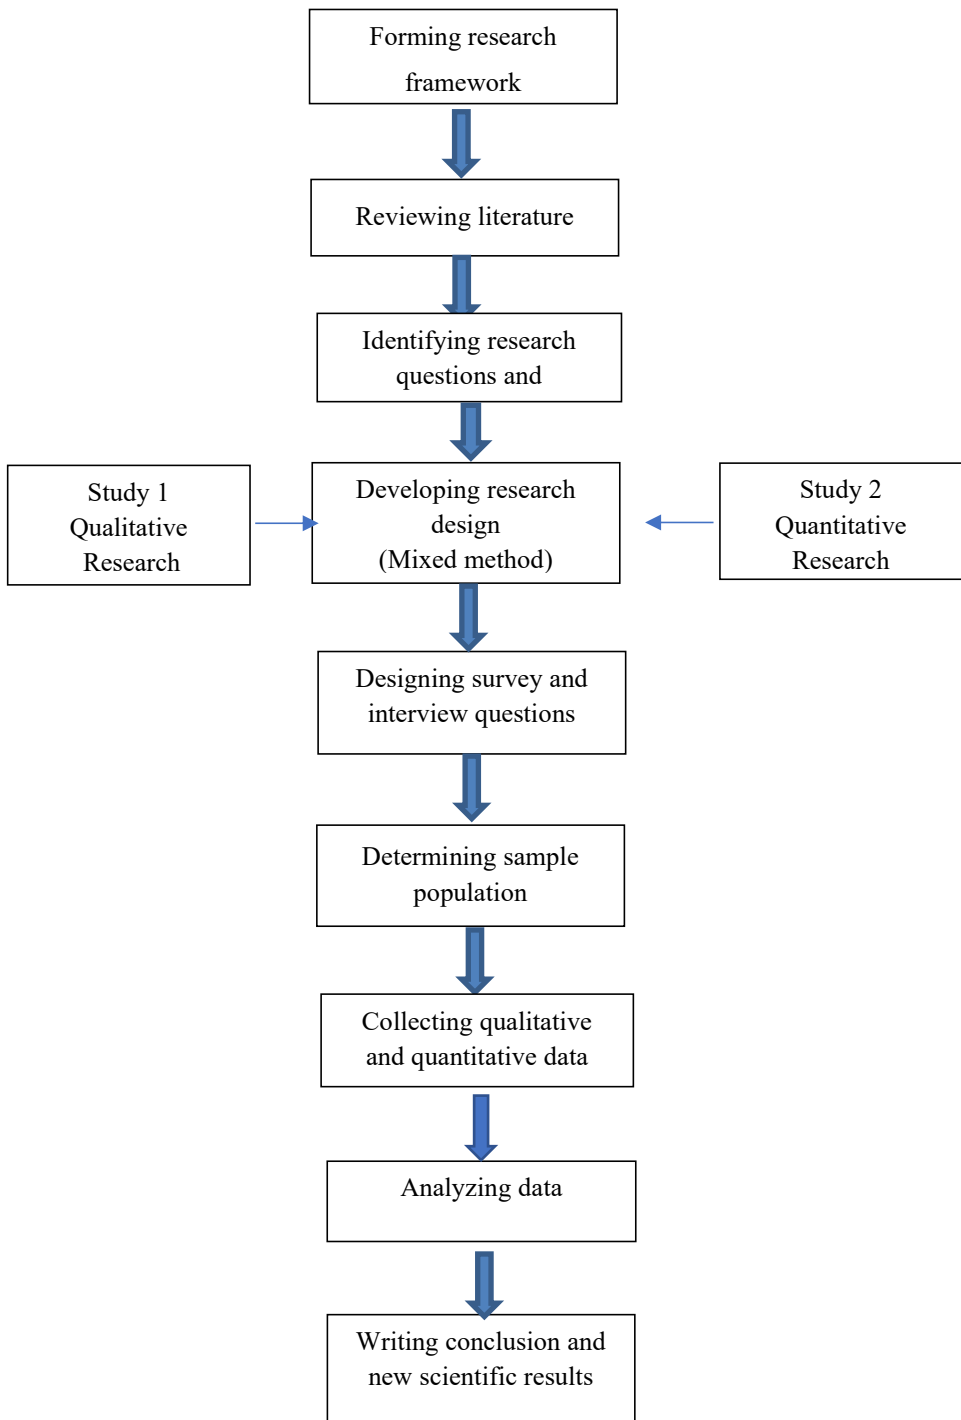 Forming research
framework
Reviewing literature
Identifying research
questions and
Study 1
Qualitative
Research
Developing research
design
(Mixed method)
Study 2
Quantitative
Research
Designing survey and
interview questions
Determining sample
population
Collecting qualitative
and quantitative data
Analyzing data
Writing conclusion and
new scientific results